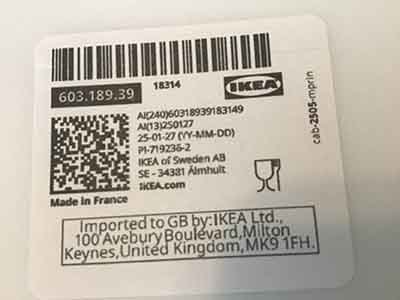 18314
603.189.39
IKEA
AI(240)60318939183149
AI(13)250127
25-01-27 (YY-MM-DD)
PI-719236-2
IKEA of Sweden AB
SE - 34381 Älmhult
IKEA.com
Made in France
cab-2505-mprin
Imported to GB by:IKEA Ltd.,
100 Avebury Boulevard,Milton
Keynes,United Kingdom,MK9 1FH.